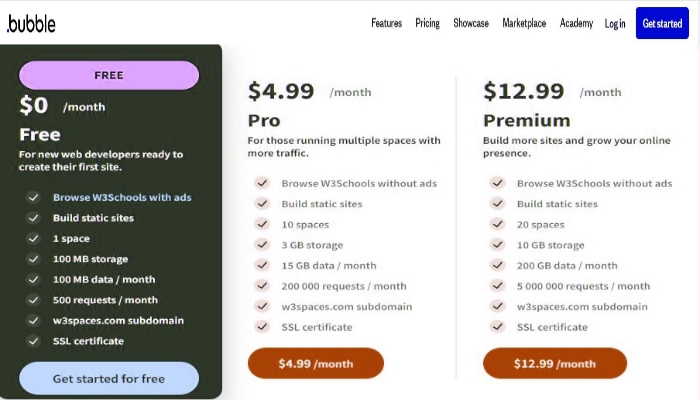 .bubble
Features Pricing Showcase Marketplace Academy Log in Get started
FREE
$0 /month
Free
For new web developers ready to
create their first site.
Browse W3Schools with ads
Build static sites
1 space
100 MB storage
100 MB data / month
500 requests / month
w3spaces.com subdomain
SSL certificate
Get started for free
$4.99 /month
Pro
For those running multiple spaces with
more traffic.
Browse W3Schools without ads
Build static sites
10 spaces
3 GB storage
15 GB data / month
200 000 requests / month
w3spaces.com subdomain
SSL certificate
$4.99 /month
$12.99 /month
Premium
Build more sites and grow your online
presence.
Browse W3Schools without ads
Build static sites
20 spaces
10 GB storage
200 GB data / month
5 000 000 requests / month
w3spaces.com subdomain
SSL certificate
$12.99 /month